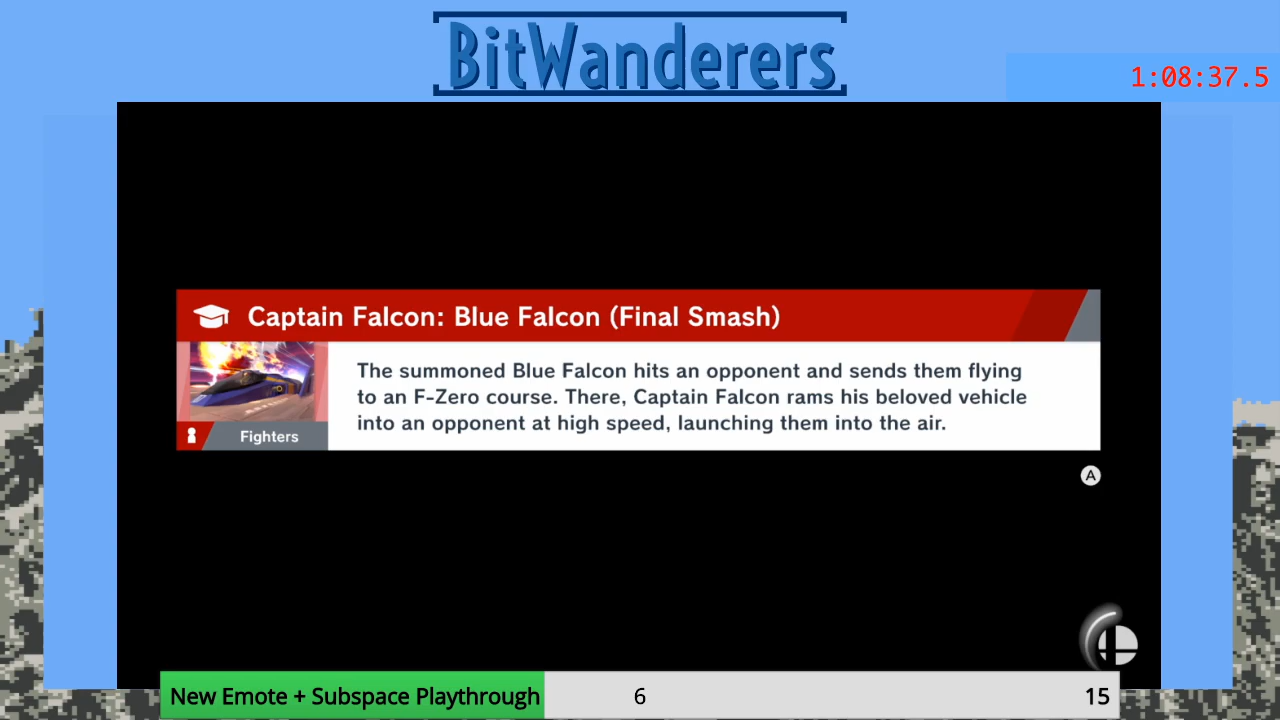 BitWanderers
1:08:37.5
Captain Falcon: Blue Falcon (Final Smash)
The summoned Blue Falcon hits an opponent and sends them flying
to an F-Zero course. There, Captain Falcon rams his beloved vehicle
into an opponent at high speed, launching them into the air.
Fighters
A
New Emote + Subspace Playthrough 6 15